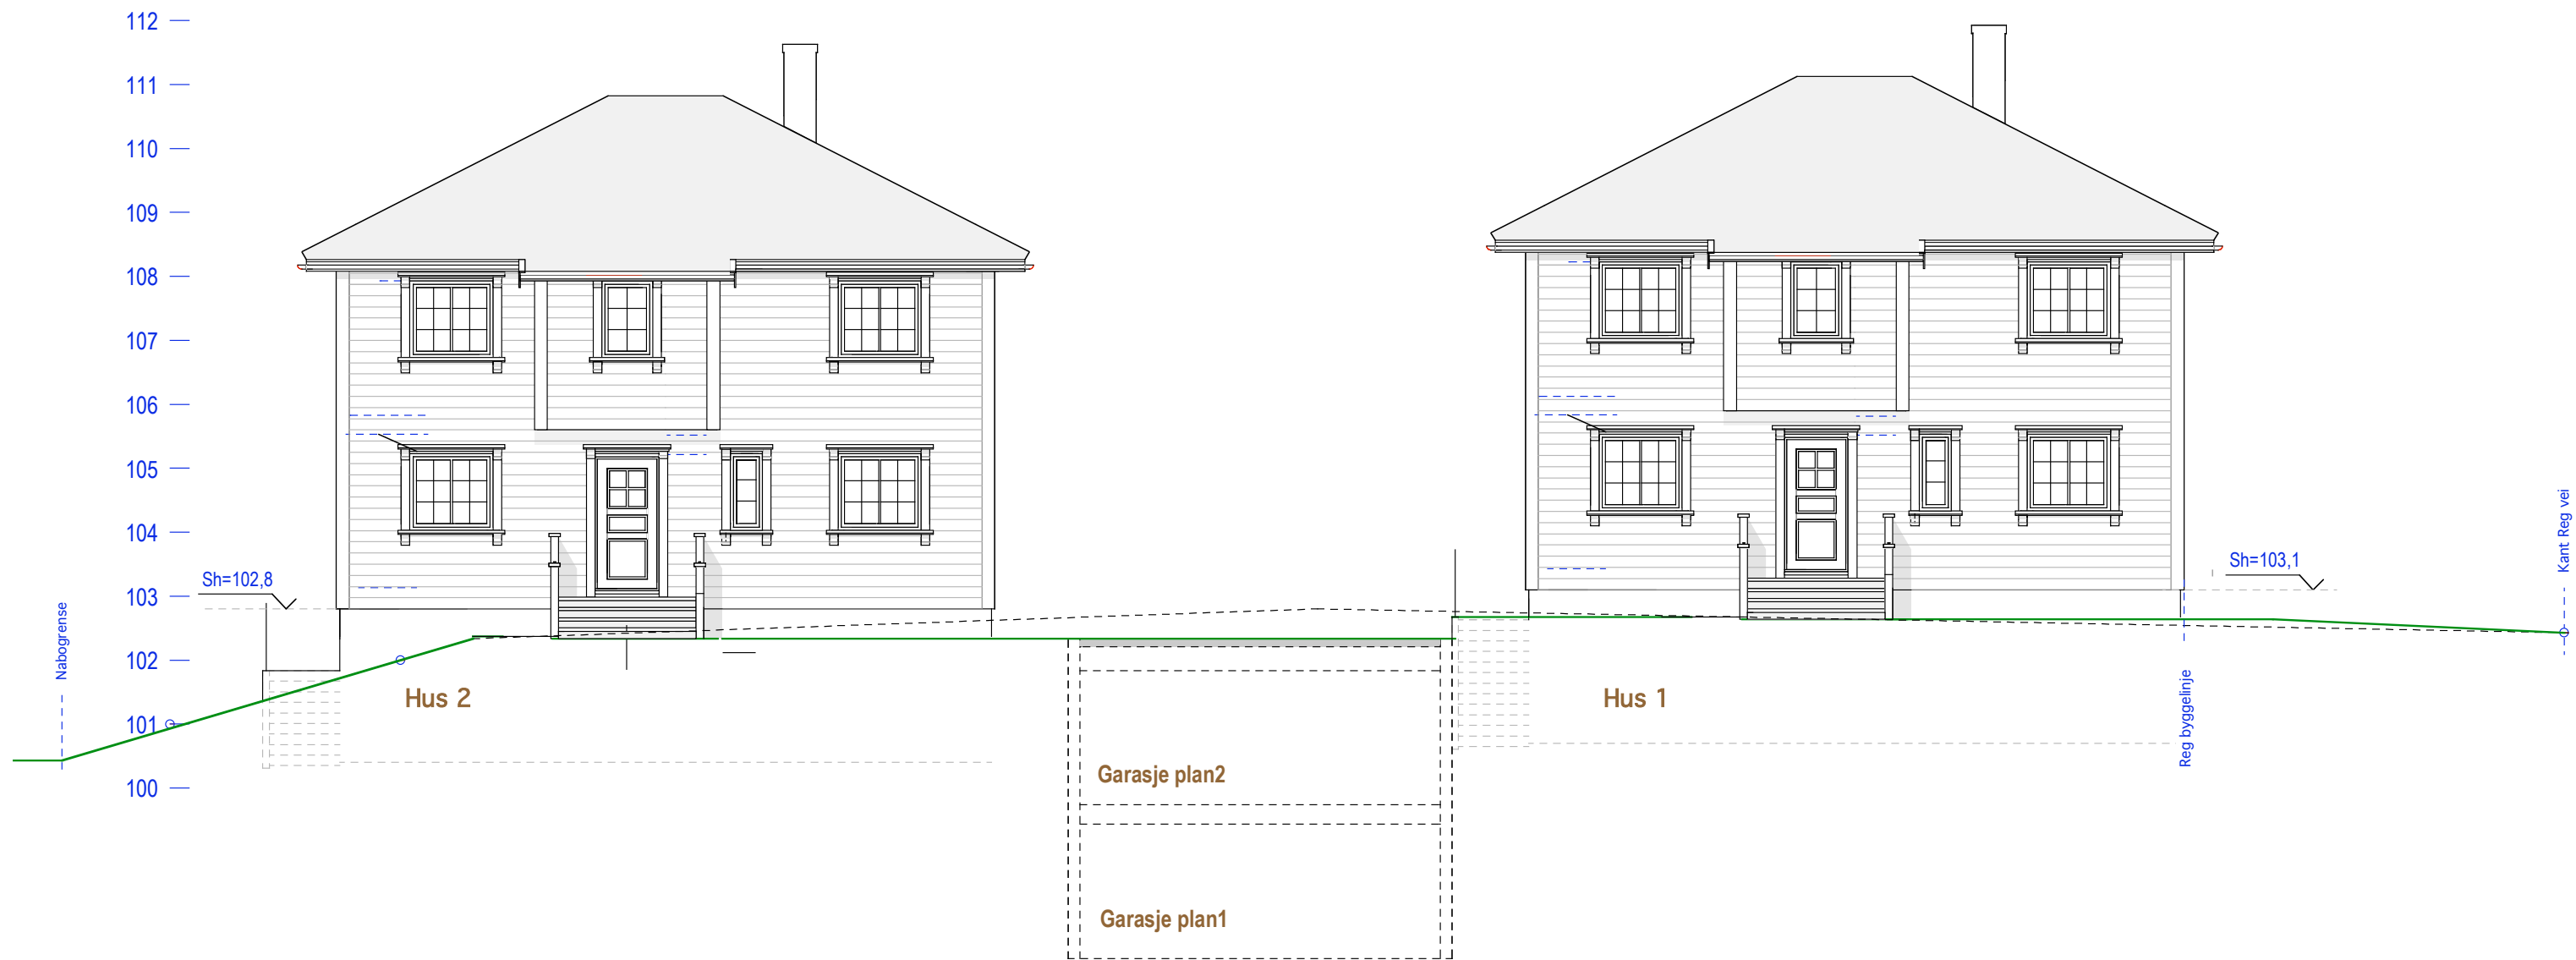 112
111
110
109
108
107
106
105
104
103
102
101
100
Sh=102,8
Sh=103,1
Nabogrense
Kant Reg vei
Reg byggelinje
Hus 2
Hus 1
Garasje plan2
Garasje plan1